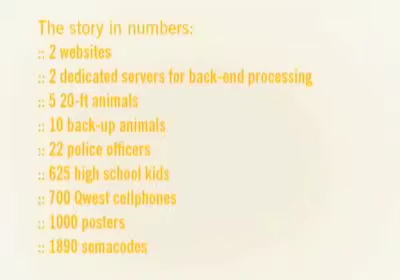 The story in numbers:
:: 2 websites
:: 2 dedicated servers for back-end processing
:: 5 20-ft animals
:: 10 back-up animals
:: 22 police officers
:: 625 high school kids
:: 700 Qwest cellphones
:: 1000 posters
:: 1890 semacodes